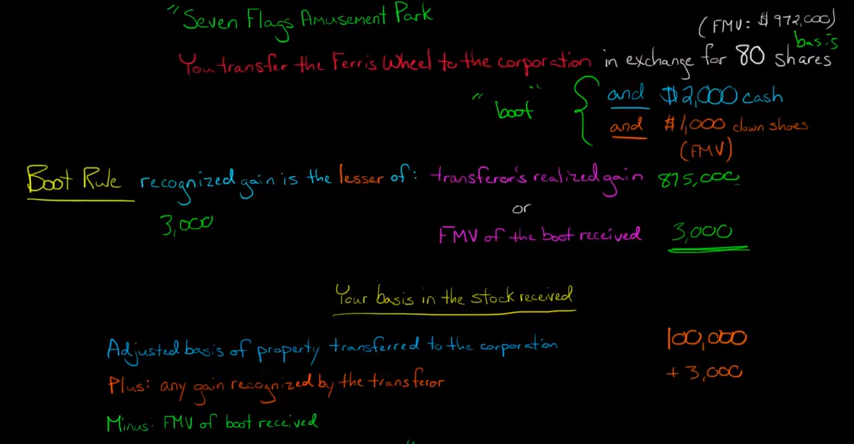 "Seven Flags Amusement Park
(FMV: $972,000)
basis
You transfer the Ferris Wheel to the corporation in exchange for 80 shares
"boot" { and $2,000 cash
and $1,000 clown shoes
(FMV)
Boot Rule recognized gain is the lesser of: transferor's realized gain 875,000
3,000
or
FMV of the boot received 3,000
Your basis in the stock received
Adjusted basis of property transferred to the corporation 100,000
Plus: any gain recognized by the transferor + 3,000
Minus: FMV of boot received